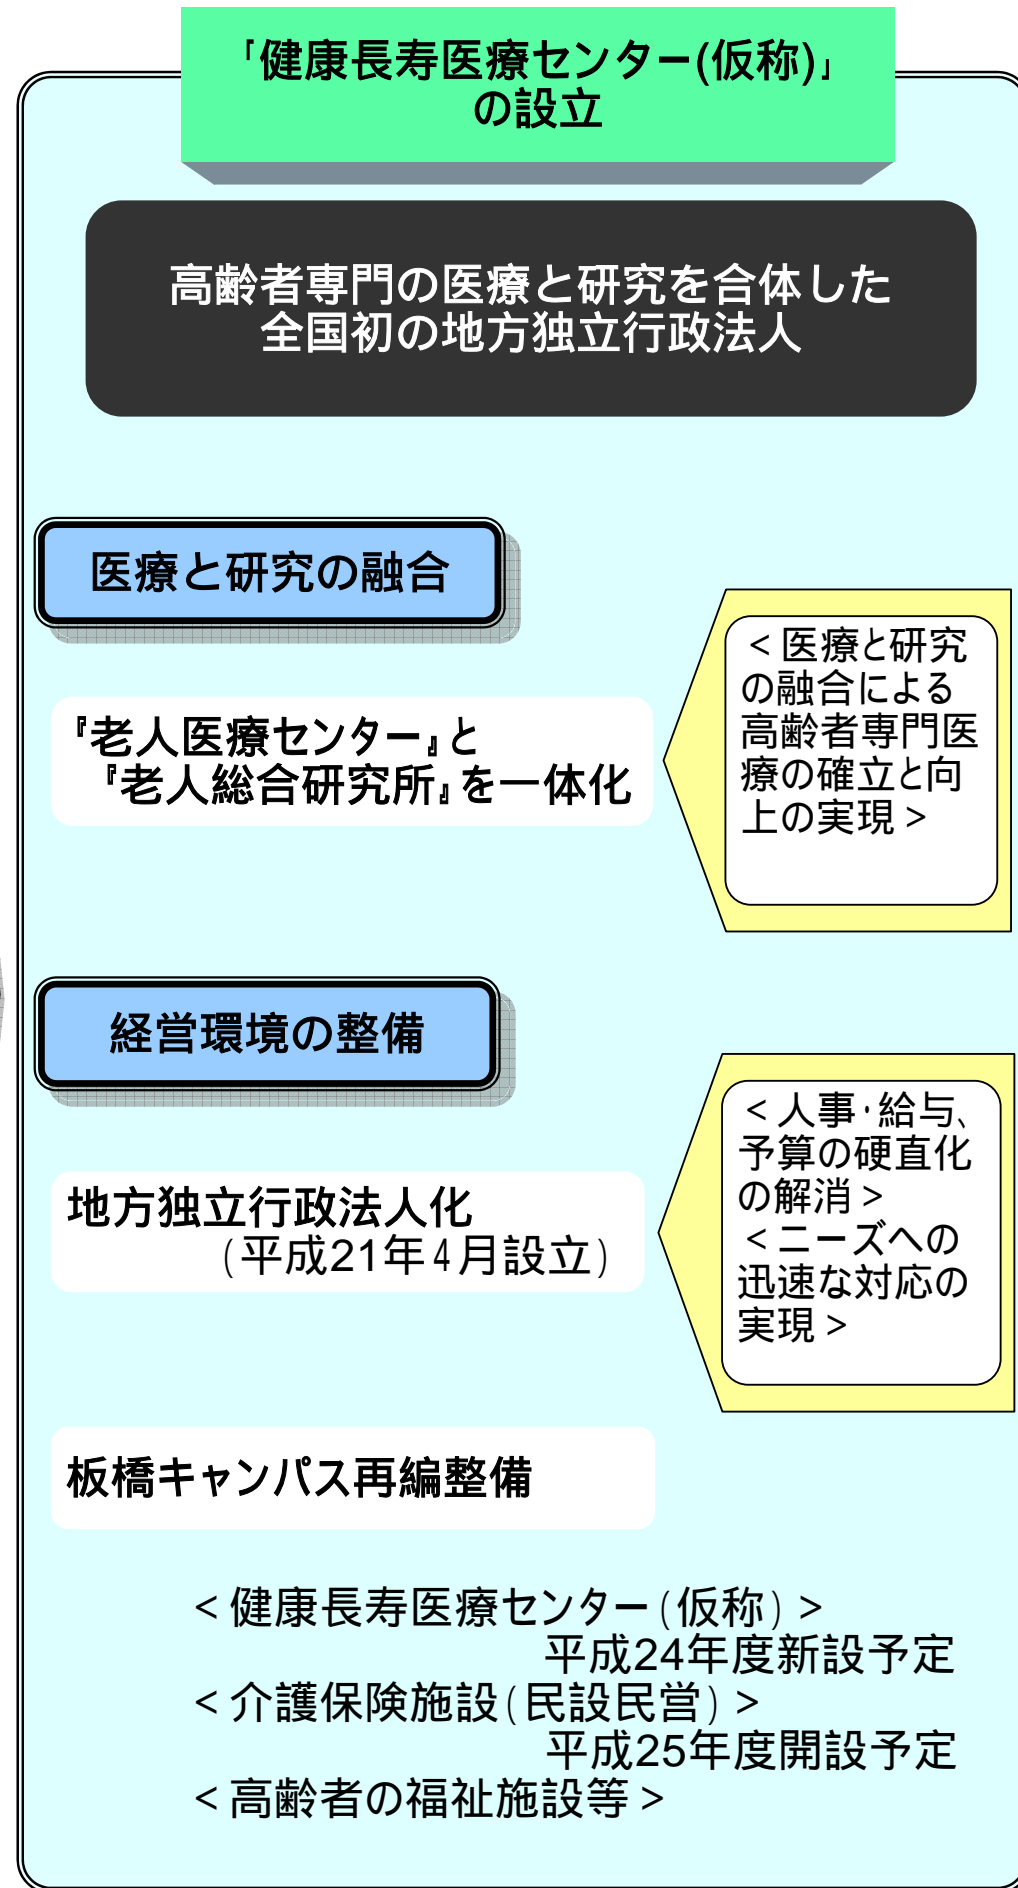 「健康長寿医療センター(仮称)」
の設立
高齢者専門の医療と研究を合体した
全国初の地方独立行政法人
医療と研究の融合
『老人医療センター』と
『老人総合研究所』を一体化
＜医療と研究
の融合による
高齢者専門医
療の確立と向
上の実現＞
経営環境の整備
地方独立行政法人化
(平成21年4月設立)
＜人事・給与、
予算の硬直化
の解消＞
＜ニーズへの
迅速な対応の
実現＞
板橋キャンパス再編整備
＜健康長寿医療センター(仮称)＞
平成24年度新設予定
＜介護保険施設(民設民営)＞
平成25年度開設予定
＜高齢者の福祉施設等＞